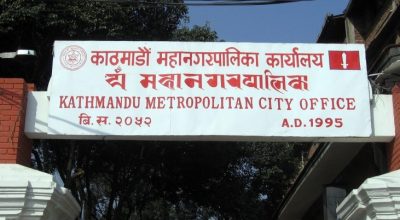 काठमाडौं महानगरपालिका कार्यालय
KATHMANDU METROPOLITAN CITY OFFICE
बि.स. २०५२ A.D. 1995